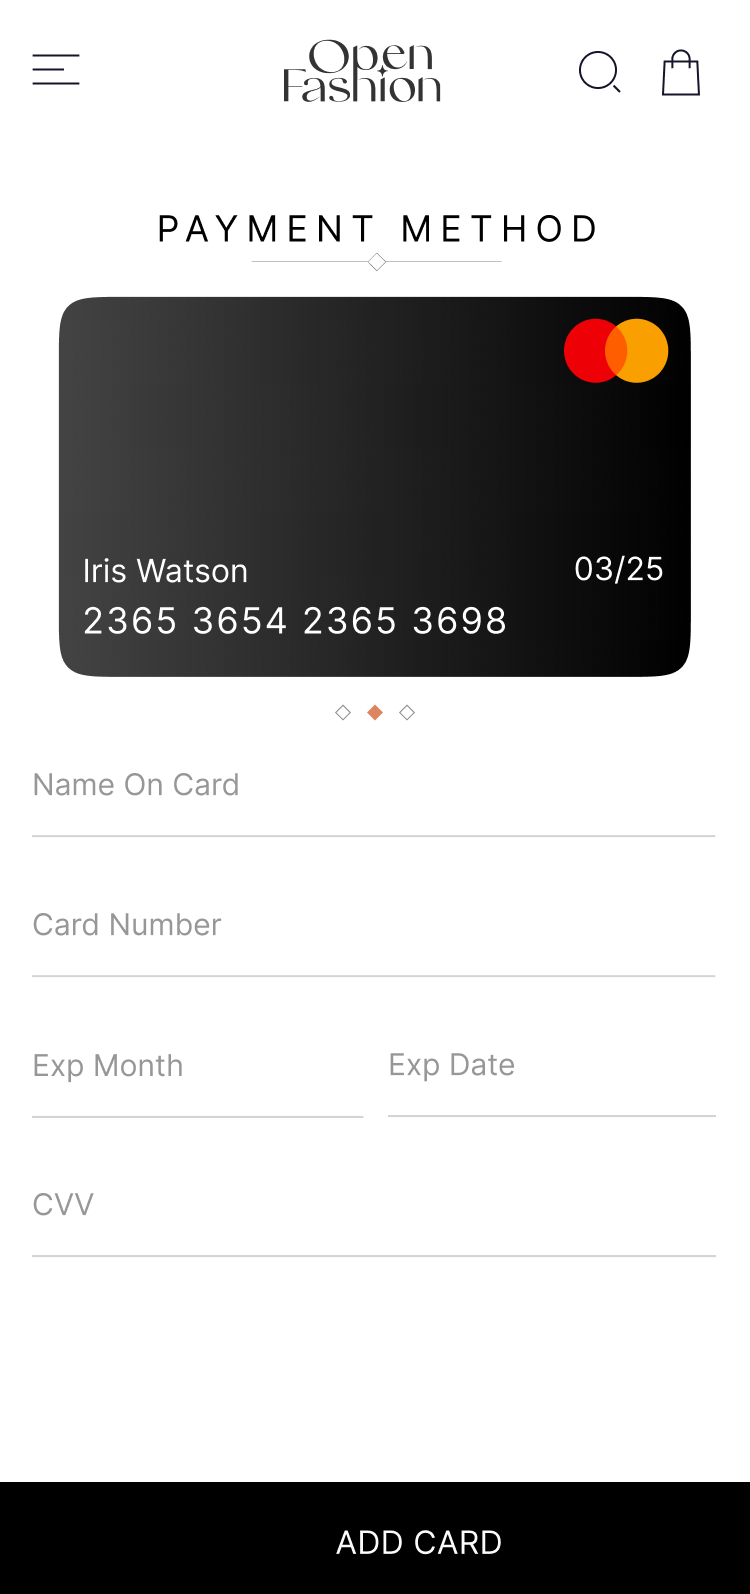 Open
Fashion
PAYMENT METHOD
Iris Watson
03/25
2365 3654 2365 3698
Name On Card
Card Number
Exp Month
Exp Date
CVV
ADD CARD